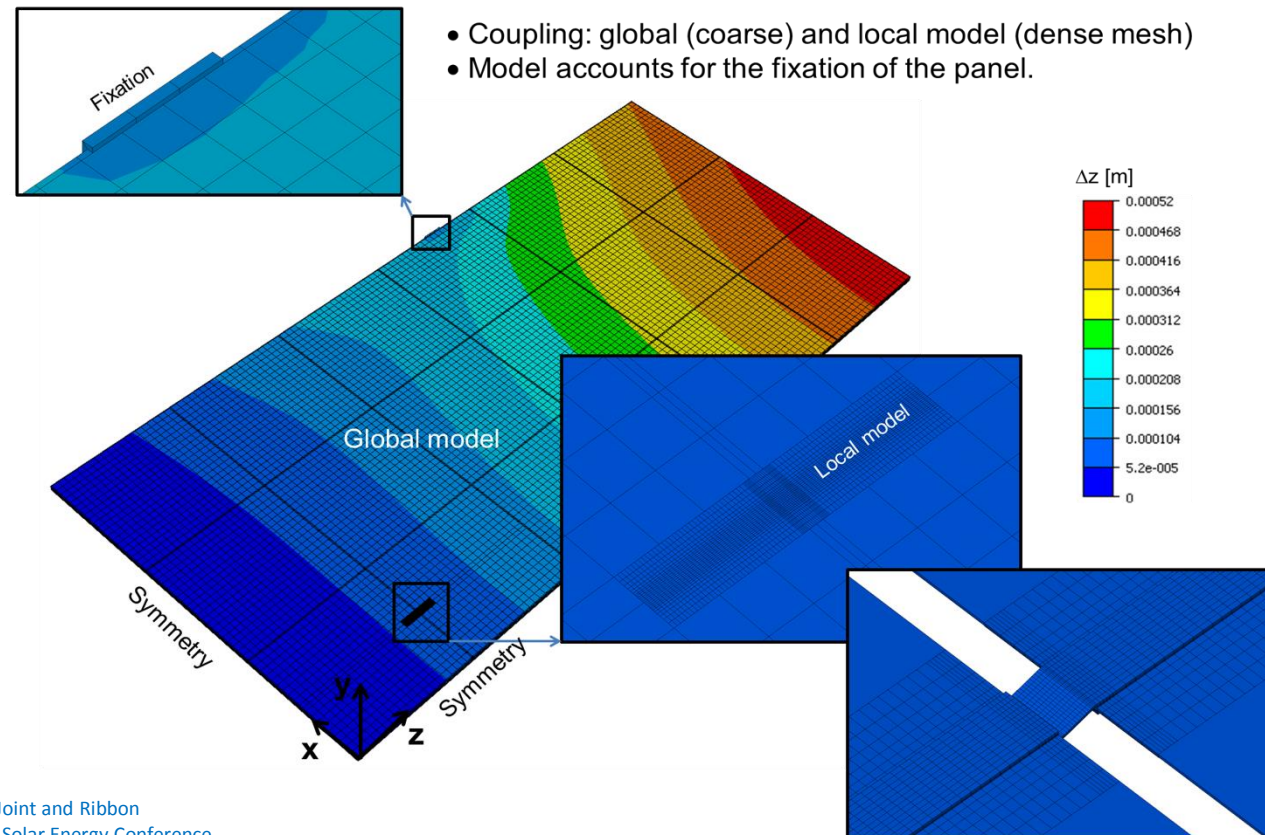 • Coupling: global (coarse) and local model (dense mesh)
• Model accounts for the fixation of the panel.
Fixation
Δz [m]
0.00052
0.000468
0.000416
0.000364
0.000312
0.00026
0.000208
0.000156
0.000104
5.2e-005
0
Global model
Local model
Symmetry
Symmetry
y
x
z
Joint and Ribbon
Solar Energy Conference